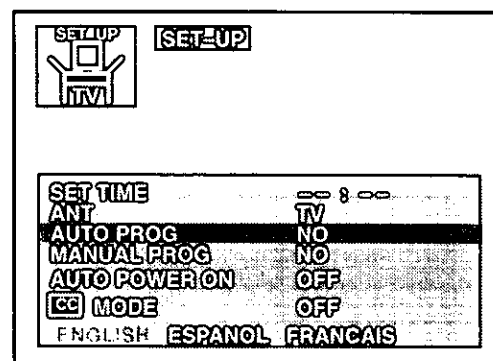 SET UP
TV
SET-UP
SET TIME -- : --
ANT TV
AUTO PROG NO
MANUAL PROG NO
AUTO POWER ON OFF
CC MODE OFF
ENGLISH ESPANOL FRANCAIS